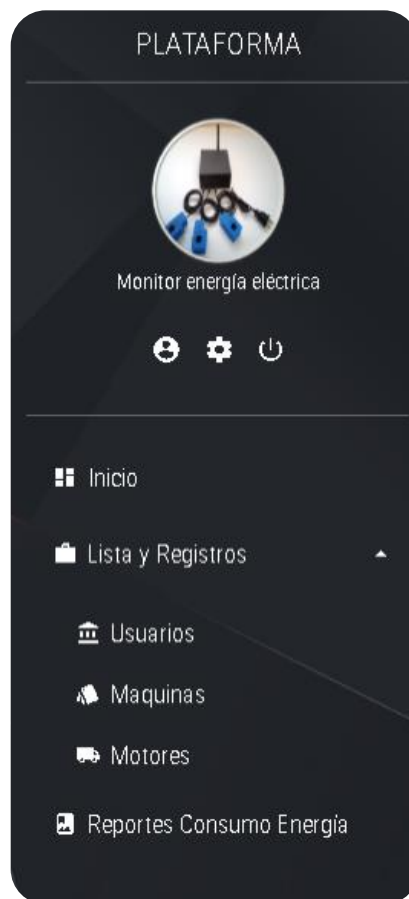 PLATAFORMA
Monitor energía eléctrica
Inicio
Lista y Registros
Usuarios
Maquinas
Motores
Reportes Consumo Energía